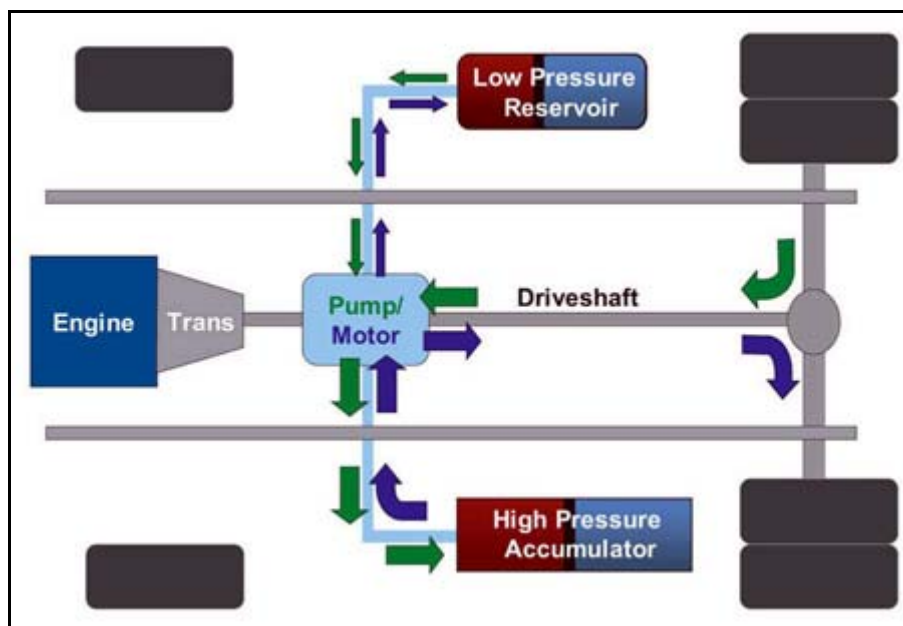 Low Pressure
Reservoir
Engine
Trans
Pump/
Motor
Driveshaft
High Pressure
Accumulator